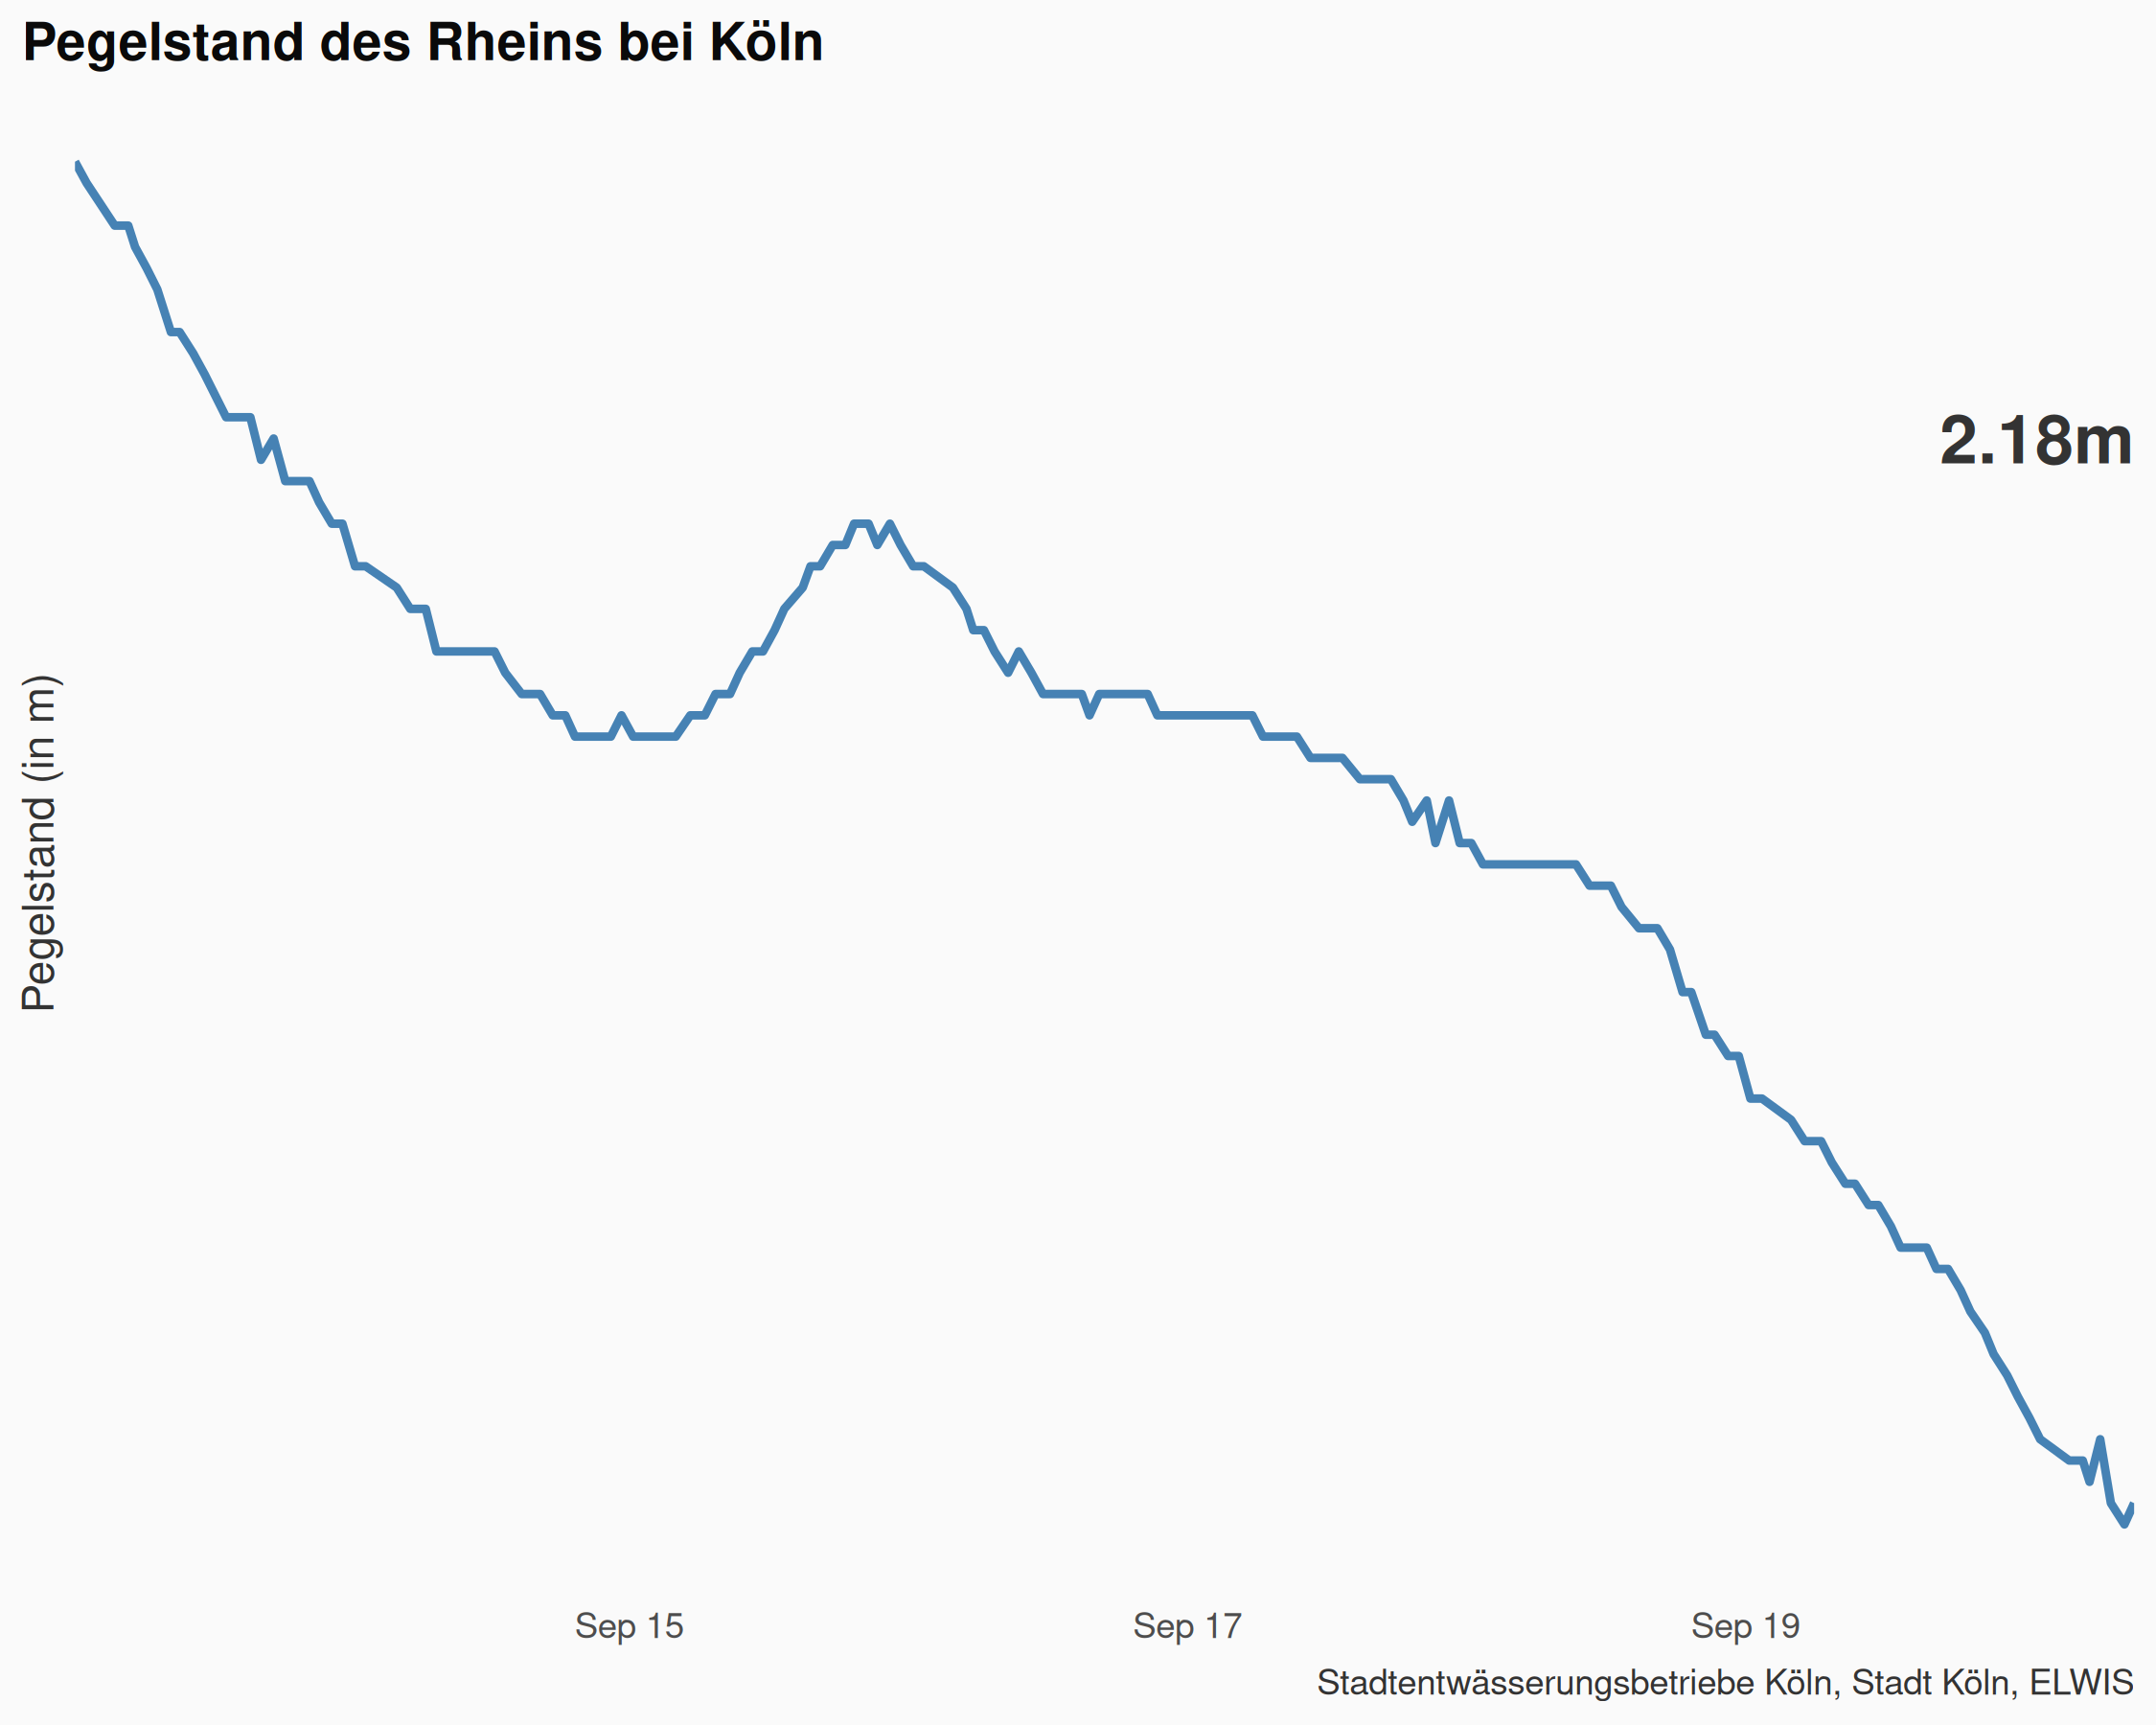 Pegelstand des Rheins bei Köln
2.18m
Pegelstand (in m)
Sep 15
Sep 17
Sep 19
Stadtentwässerungsbetriebe Köln, Stadt Köln, ELWIS